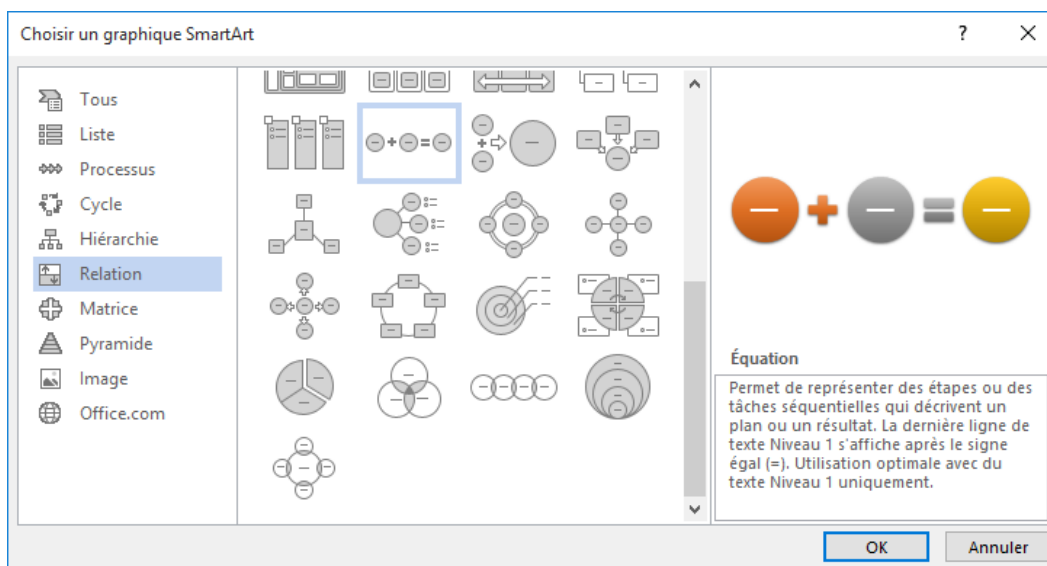 Choisir un graphique SmartArt
?
Tous
Liste
Processus
Cycle
Hiérarchie
Relation
Matrice
Pyramide
Image
Office.com
Équation
Permet de représenter des étapes ou des
tâches séquentielles qui décrivent un
plan ou un résultat. La dernière ligne de
texte Niveau 1 s'affiche après le signe
égal (=). Utilisation optimale avec du
texte Niveau 1 uniquement.
OK
Annuler